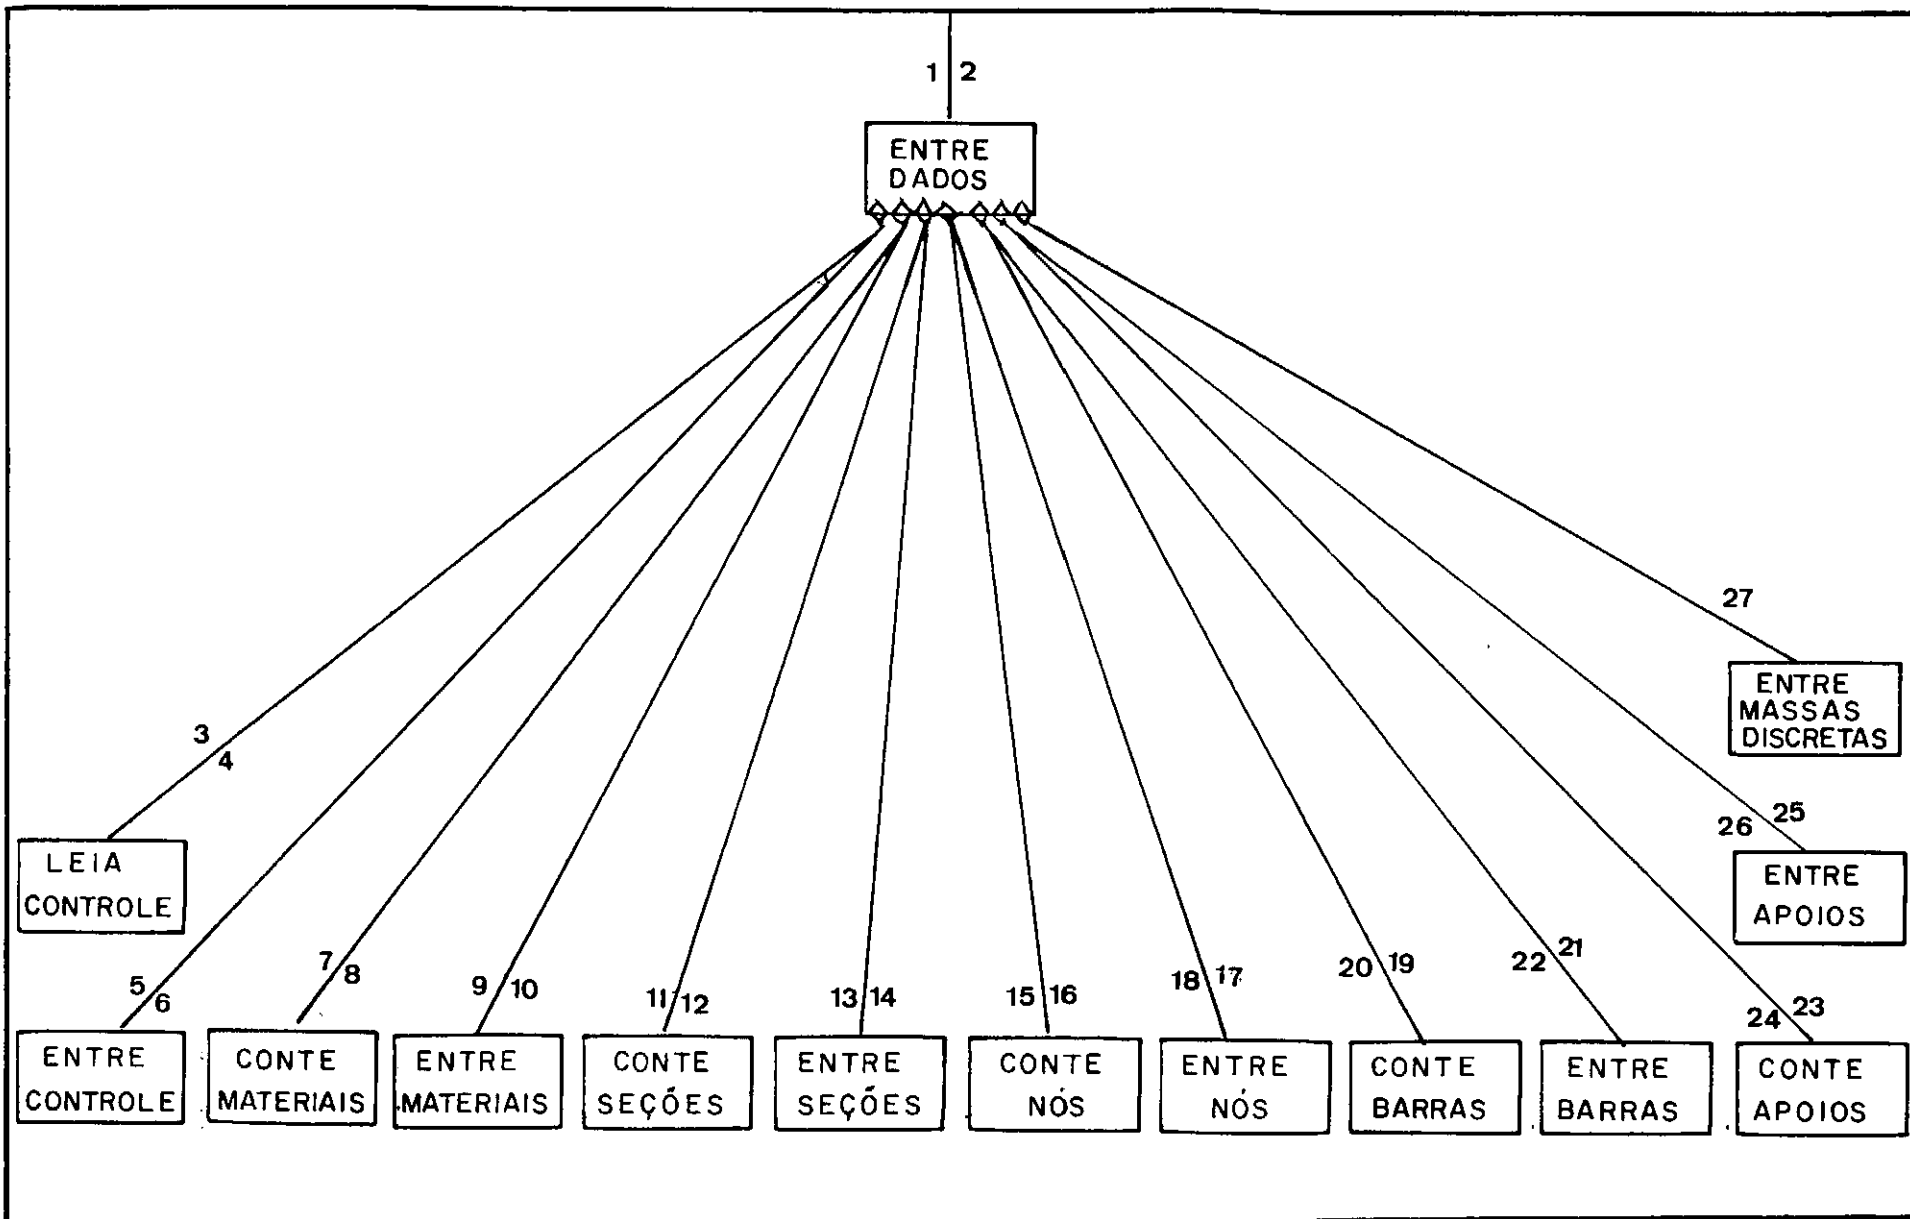 1 2
ENTRE
DADOS
27
ENTRE
MASSAS
DISCRETAS
3
4
25
26
LEIA
CONTROLE
ENTRE
APOIOS
5
6
7
8
9 10
11 12
13 14
15 16
18 17
20 19
22 21
24 23
ENTRE
CONTROLE
CONTE
MATERIAIS
ENTRE
MATERIAIS
CONTE
SEÇÕES
ENTRE
SEÇÕES
CONTE
NÓS
ENTRE
NÓS
CONTE
BARRAS
ENTRE
BARRAS
CONTE
APOIOS